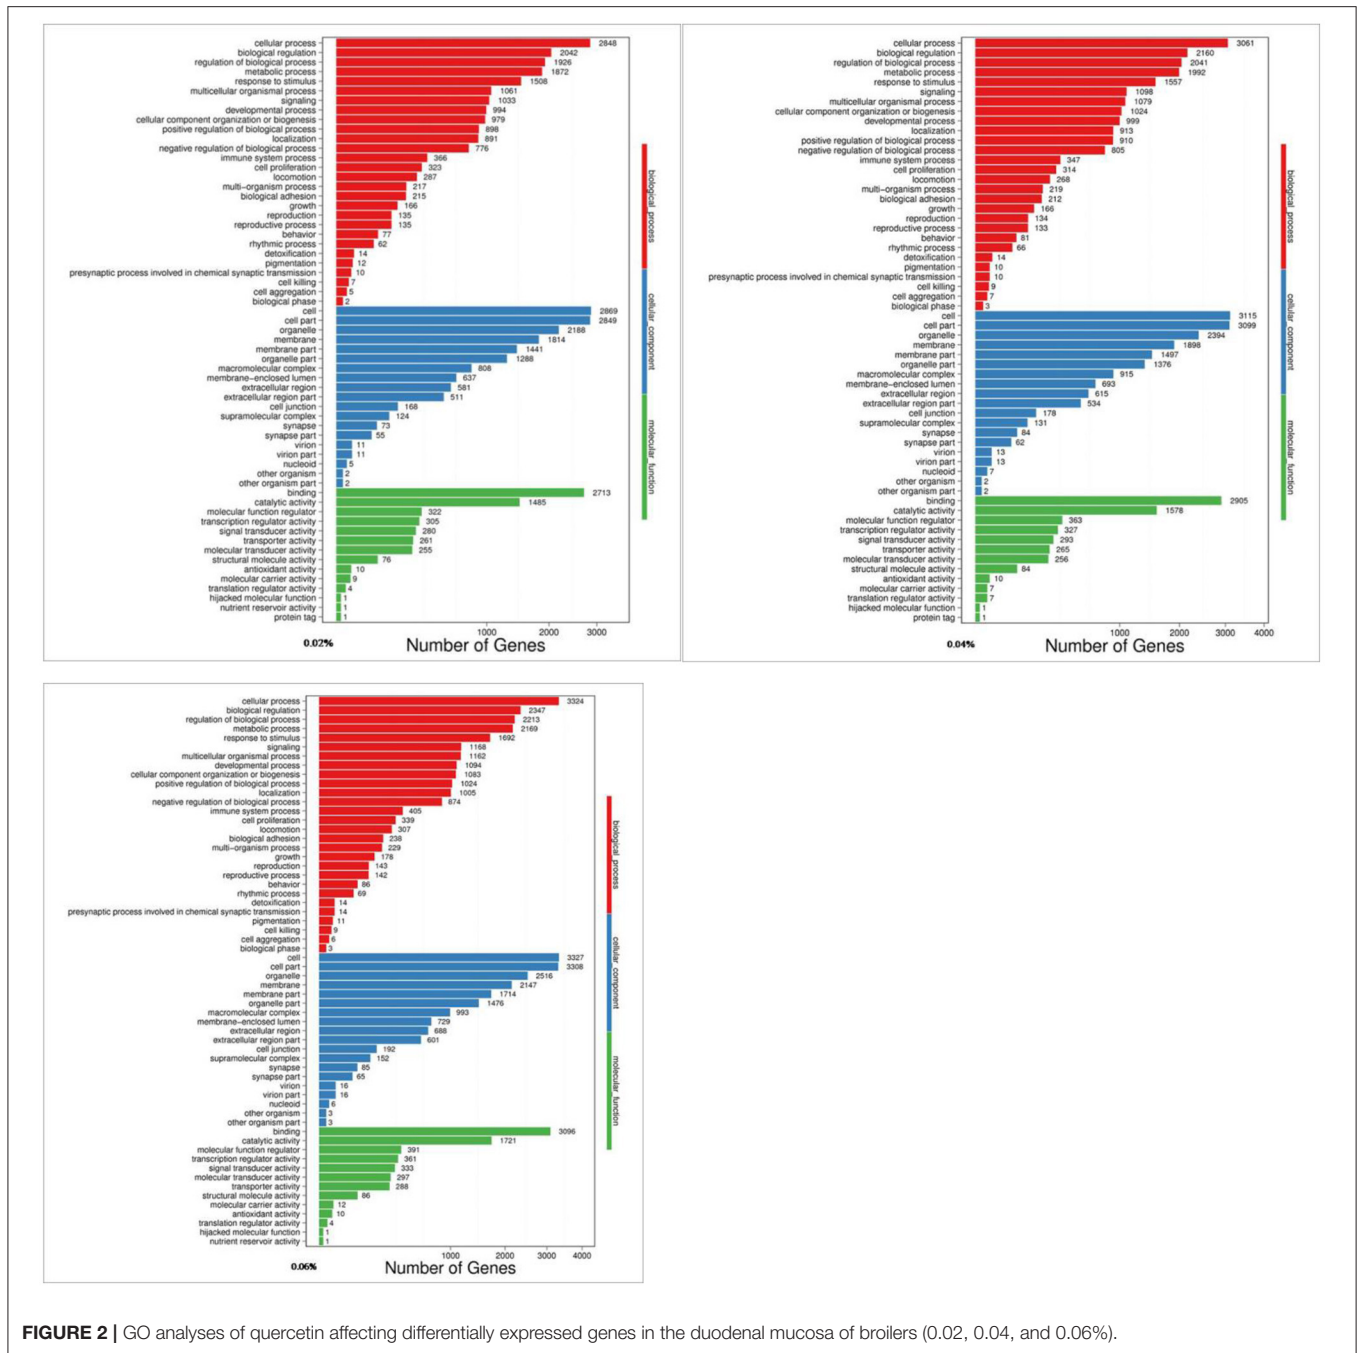 cellular process 2848
biological regulation 2042
regulation of biological process 1926
metabolic process 1872
response to stimulus 1508
multicellular organismal process 1061
signaling 1033
developmental process 994
cellular component organization or biogenesis 979
positive regulation of biological process 898
localization 891
negative regulation of biological process 776
immune system process 366
cell proliferation 323
locomotion 287
multi-organism process 217
biological adhesion 215
growth 166
reproduction 135
reproductive process 135
behavior 77
rhythmic process 62
detoxification 14
pigmentation 12
presynaptic process involved in chemical synaptic transmission 10
cell killing 7
cell aggregation 5
biological phase 2
cell 2869
cell part 2849
organelle 2188
membrane 1814
membrane part 1441
organelle part 1288
macromolecular complex 808
membrane-enclosed lumen 637
extracellular region 581
extracellular region part 511
cell junction 168
supramolecular complex 124
synapse 73
synapse part 55
virion 11
virion part 11
nucleoid 5
other organism 2
other organism part 2
binding 2713
catalytic activity 1485
molecular function regulator 322
transcription regulator activity 305
signal transducer activity 280
transporter activity 261
molecular transducer activity 255
structural molecule activity 76
antioxidant activity 10
molecular carrier activity 9
translation regulator activity 4
hijacked molecular function 1
nutrient reservoir activity 1
protein tag 1
1000 2000 3000
0.02% Number of Genes
biological_process
cellular_component
molecular_function
cellular process 3061
biological regulation 2160
regulation of biological process 2041
metabolic process 1992
response to stimulus 1557
signaling 1098
multicellular organismal process 1079
cellular component organization or biogenesis 1024
developmental process 999
localization 913
positive regulation of biological process 910
negative regulation of biological process 805
immune system process 347
cell proliferation 314
locomotion 268
multi-organism process 219
biological adhesion 212
growth 166
reproduction 134
reproductive process 133
behavior 81
rhythmic process 66
detoxification 14
pigmentation 10
presynaptic process involved in chemical synaptic transmission 10
cell killing 9
cell aggregation 7
biological phase 3
cell 3115
cell part 3099
organelle 2394
membrane 1898
membrane part 1497
organelle part 1376
macromolecular complex 915
membrane-enclosed lumen 693
extracellular region 615
extracellular region part 534
cell junction 178
supramolecular complex 131
synapse 84
synapse part 62
virion 13
virion part 13
nucleoid 7
other organism 2
other organism part 2
binding 2905
catalytic activity 1578
molecular function regulator 363
transcription regulator activity 327
signal transducer activity 293
transporter activity 265
molecular transducer activity 256
structural molecule activity 84
antioxidant activity 10
molecular carrier activity 7
translation regulator activity 7
hijacked molecular function 1
protein tag 1
1000 2000 3000 4000
0.04% Number of Genes
biological_process
cellular_component
molecular_function
cellular process 3324
biological regulation 2347
regulation of biological process 2213
metabolic process 2169
response to stimulus 1692
signaling 1168
multicellular organismal process 1162
developmental process 1094
cellular component organization or biogenesis 1083
positive regulation of biological process 1024
localization 1005
negative regulation of biological process 874
immune system process 405
cell proliferation 339
locomotion 307
biological adhesion 238
multi-organism process 229
growth 178
reproduction 143
reproductive process 142
behavior 86
rhythmic process 69
detoxification 14
presynaptic process involved in chemical synaptic transmission 14
pigmentation 11
cell killing 9
cell aggregation 6
biological phase 3
cell 3327
cell part 3308
organelle 2516
membrane 2147
membrane part 1714
organelle part 1476
macromolecular complex 993
membrane-enclosed lumen 729
extracellular region 688
extracellular region part 601
cell junction 192
supramolecular complex 152
synapse 85
synapse part 65
virion 16
virion part 16
nucleoid 6
other organism 3
other organism part 3
binding 3096
catalytic activity 1721
molecular function regulator 391
transcription regulator activity 361
signal transducer activity 333
molecular transducer activity 297
transporter activity 288
structural molecule activity 86
molecular carrier activity 12
antioxidant activity 10
translation regulator activity 4
hijacked molecular function 1
nutrient reservoir activity 1
1000 2000 3000 4000
0.06% Number of Genes
biological_process
cellular_component
molecular_function
FIGURE 2 | GO analyses of quercetin affecting differentially expressed genes in the duodenal mucosa of broilers (0.02, 0.04, and 0.06%).